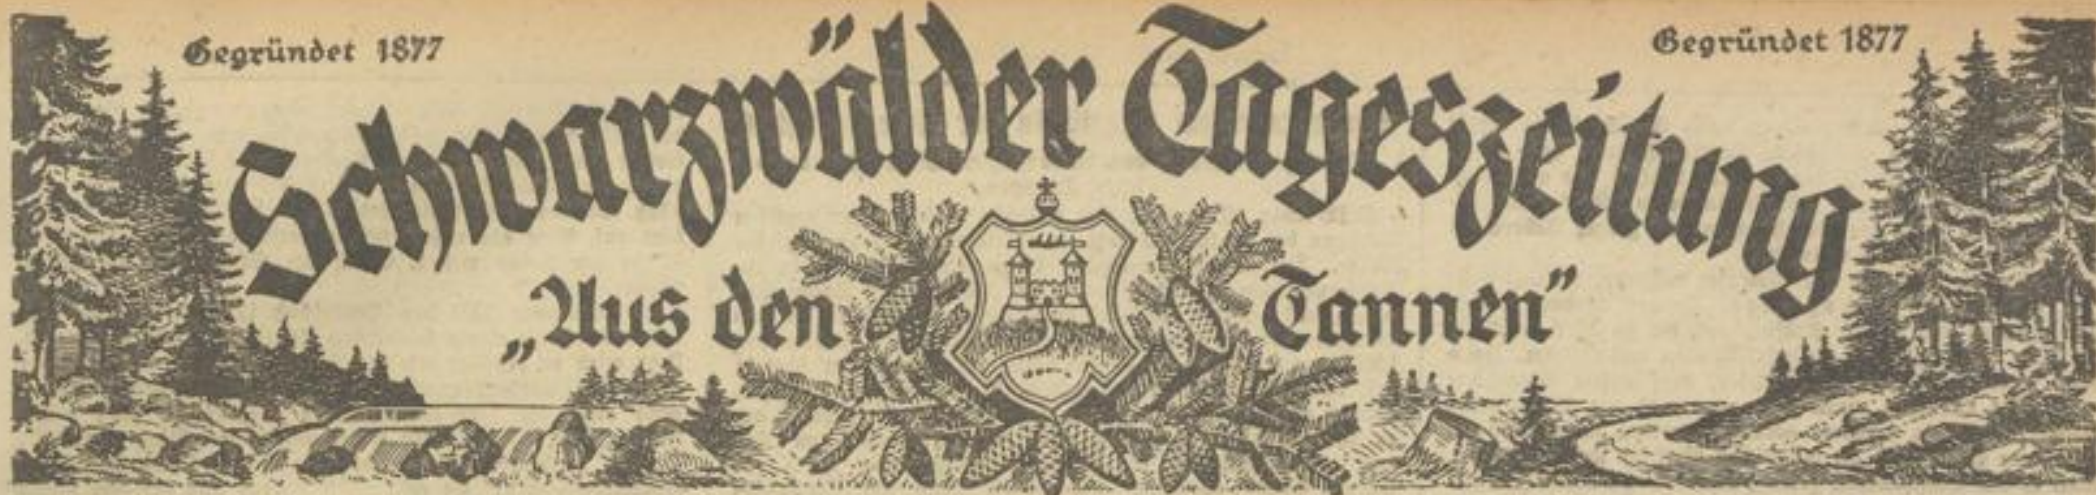 Gegründet 1877
Gegründet 1877
Schwarzwälder Tageszeitung
„Aus den Tannen“